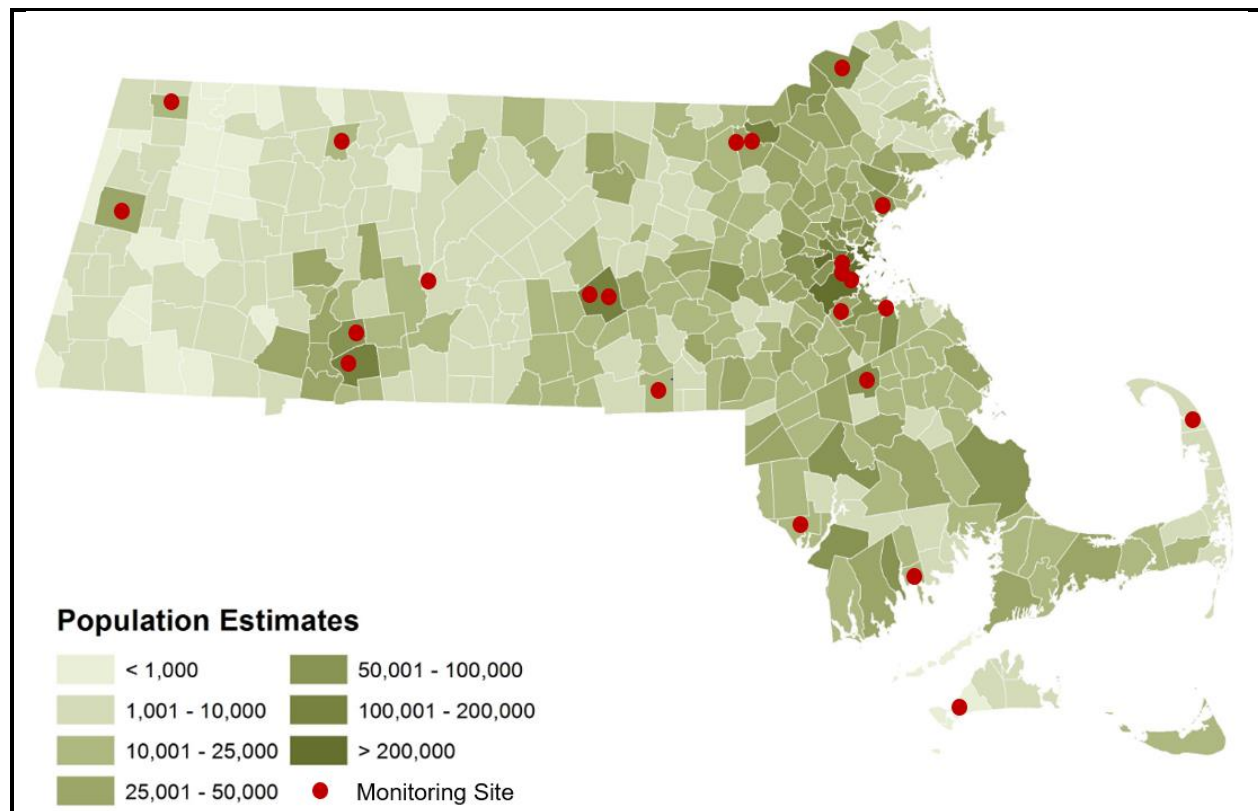 Population Estimates
< 1,000
1,001 - 10,000
10,001 - 25,000
25,001 - 50,000
50,001 - 100,000
100,001 - 200,000
> 200,000
Monitoring Site